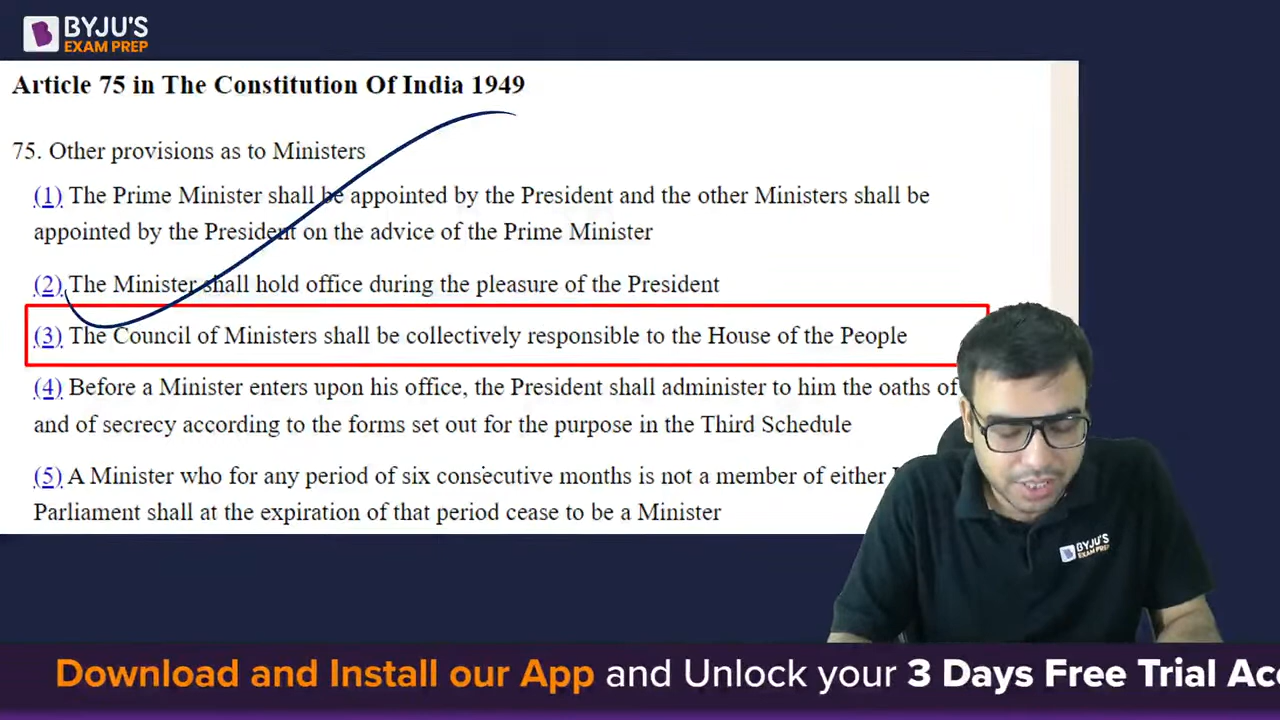 BYJU'S
EXAM PREP
Article 75 in The Constitution Of India 1949
75. Other provisions as to Ministers
(1) The Prime Minister shall be appointed by the President and the other Ministers shall be
appointed by the President on the advice of the Prime Minister
(2) The Minister shall hold office during the pleasure of the President
(3) The Council of Ministers shall be collectively responsible to the House of the People
(4) Before a Minister enters upon his office, the President shall administer to him the oaths of
and of secrecy according to the forms set out for the purpose in the Third Schedule
(5) A Minister who for any period of six consecutive months is not a member of either
Parliament shall at the expiration of that period cease to be a Minister
BYJU'S
EXAM PREP
Download and Install our App and Unlock your 3 Days Free Trial